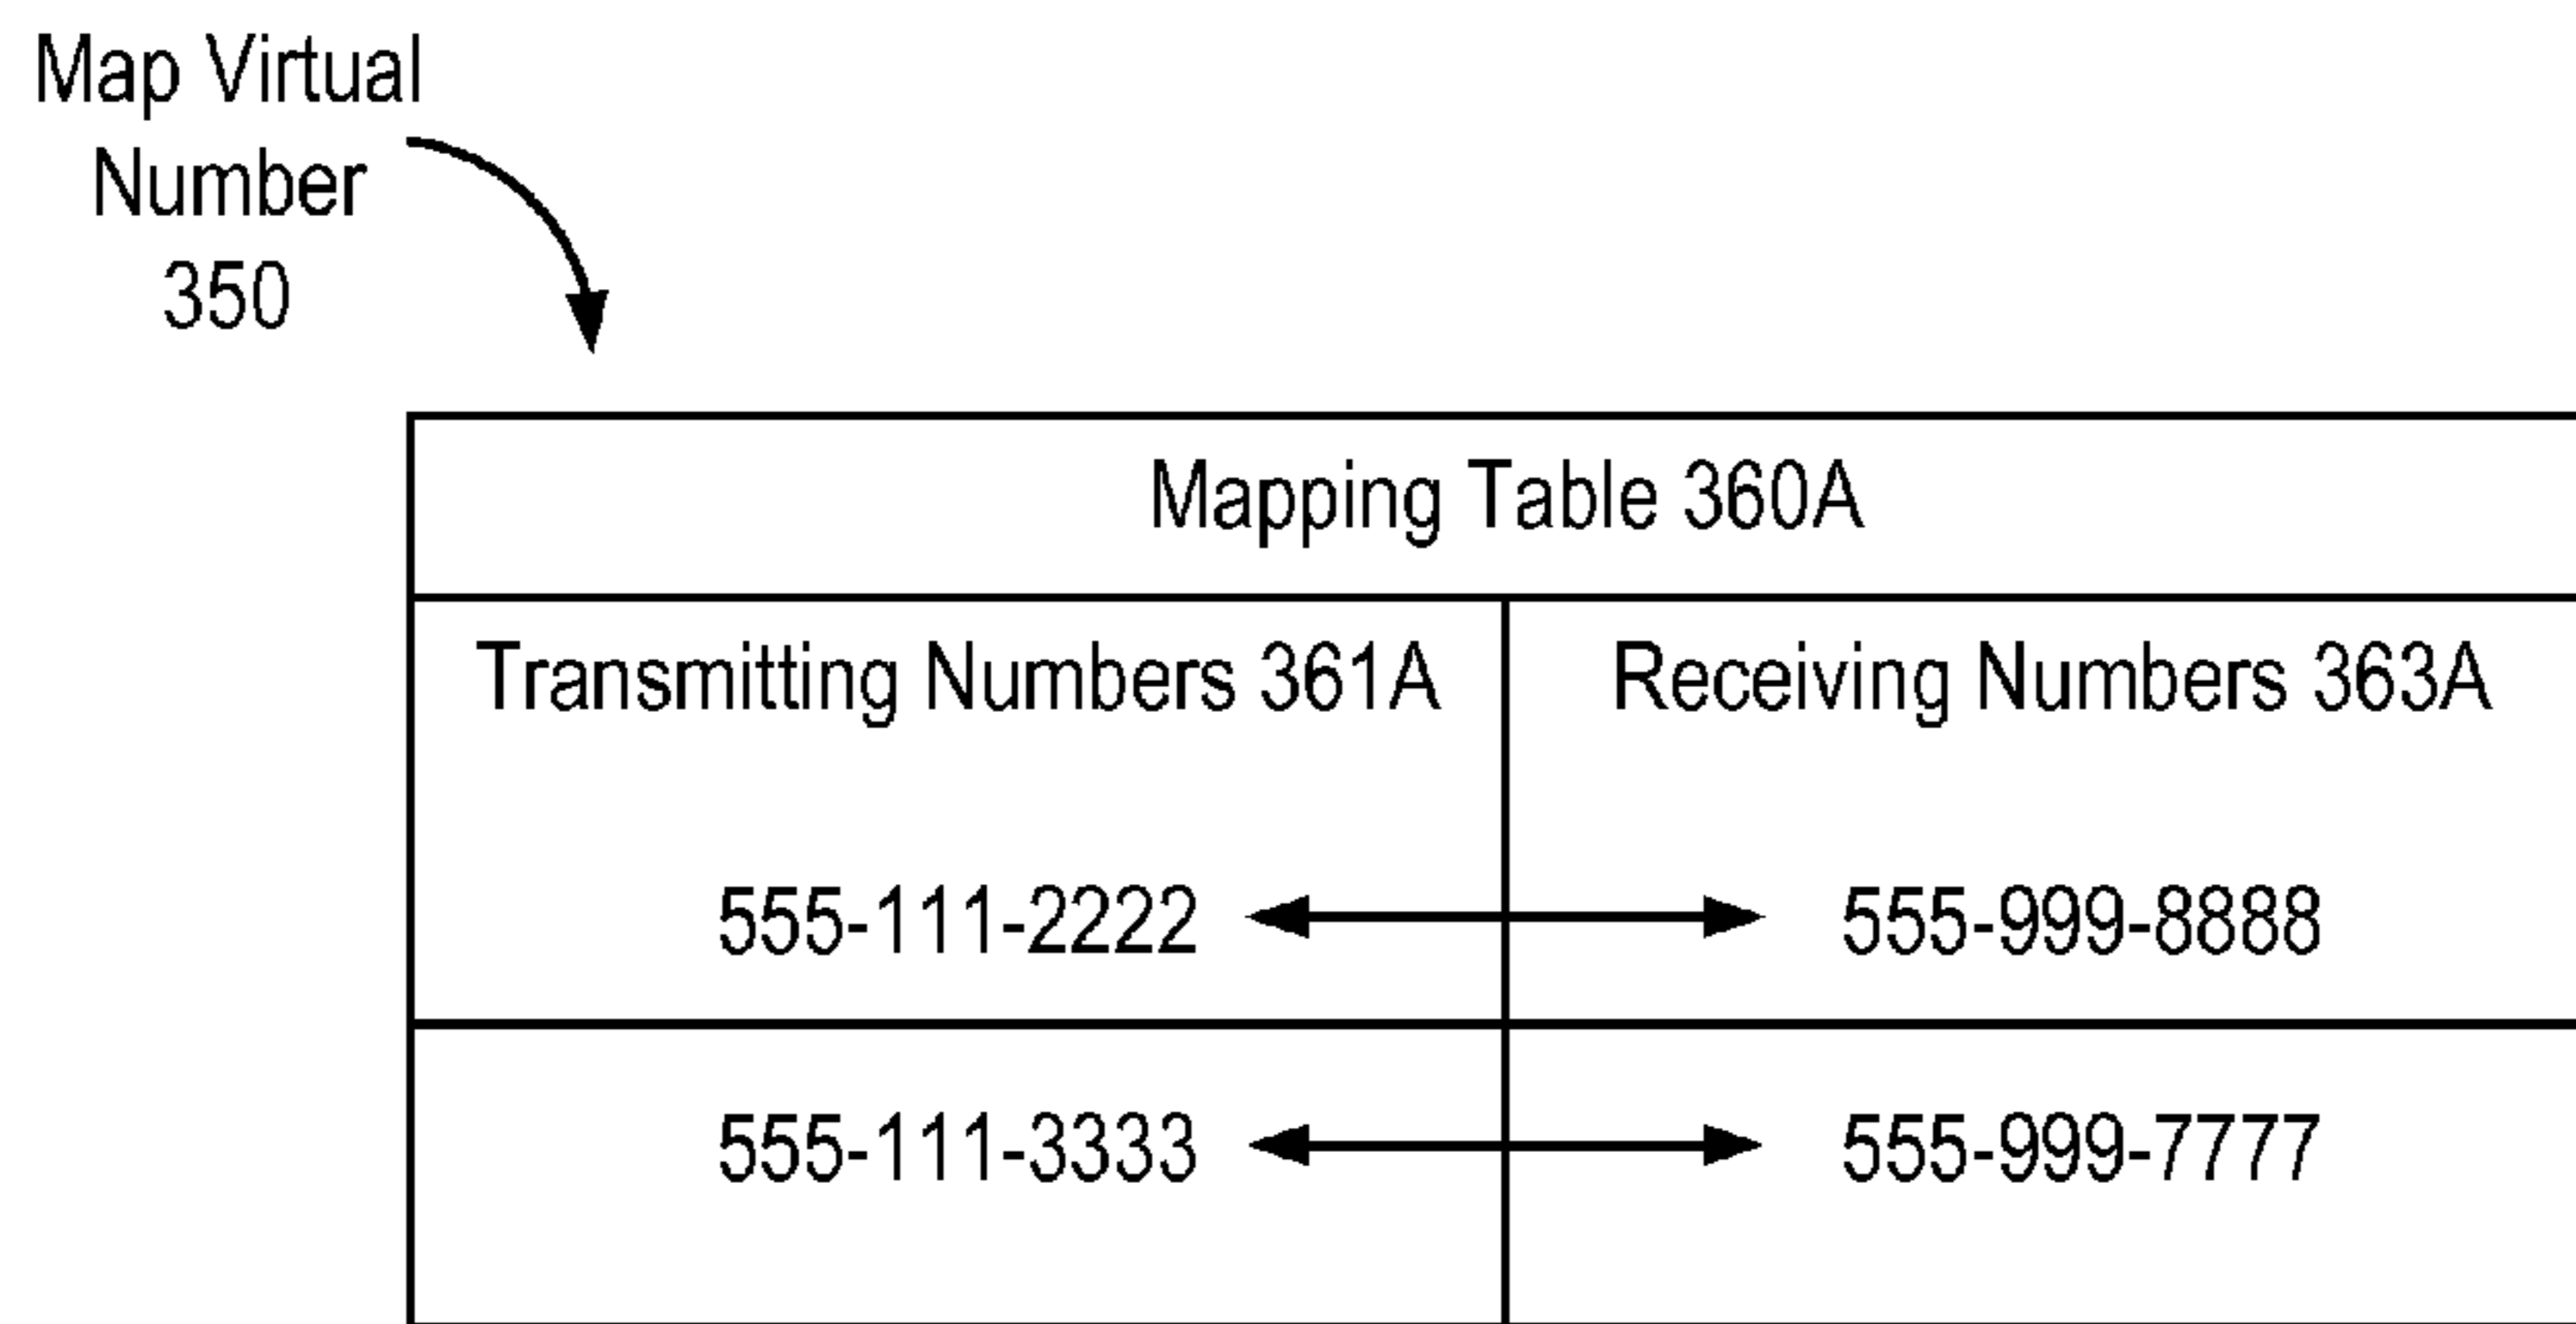 Map Virtual
Number
350
Mapping Table 360A
Transmitting Numbers 361A
Receiving Numbers 363A
555-111-2222
555-999-8888
555-111-3333
555-999-7777